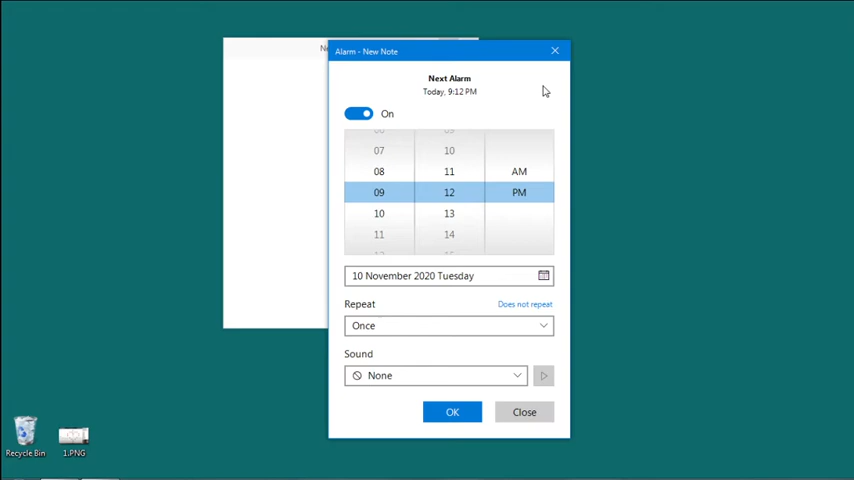 Alarm - New Note
Next Alarm
Today, 9:12 PM
On
07 10
08 11 AM
09 12 PM
10 13
11 14
10 November 2020 Tuesday
Repeat Does not repeat
Once
Sound
None
OK Close
Recycle Bin 1.PNG